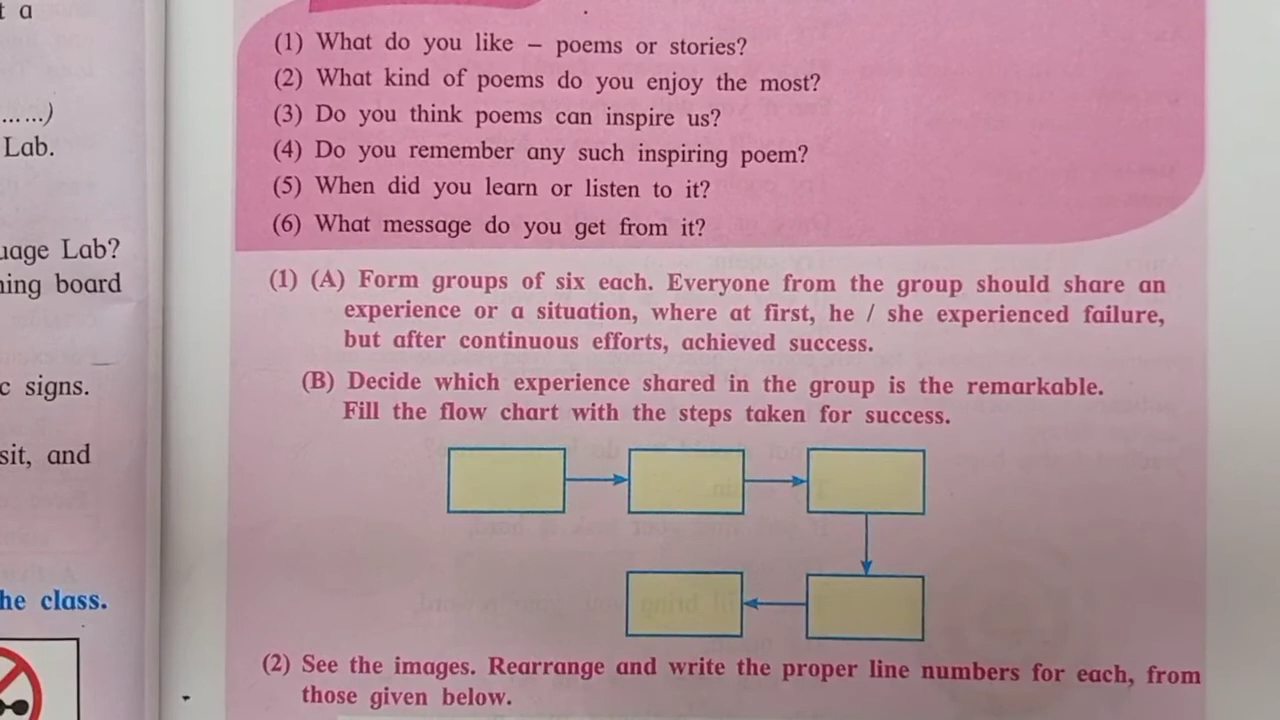 t a
......)
Lab.
uage Lab?
ning board
c signs.
sit, and
he class.
(1) What do you like – poems or stories?
(2) What kind of poems do you enjoy the most?
(3) Do you think poems can inspire us?
(4) Do you remember any such inspiring poem?
(5) When did you learn or listen to it?
(6) What message do you get from it?
(1) (A) Form groups of six each. Everyone from the group should share an
experience or a situation, where at first, he / she experienced failure,
but after continuous efforts, achieved success.
(B) Decide which experience shared in the group is the remarkable.
Fill the flow chart with the steps taken for success.
(2) See the images. Rearrange and write the proper line numbers for each, from
those given below.